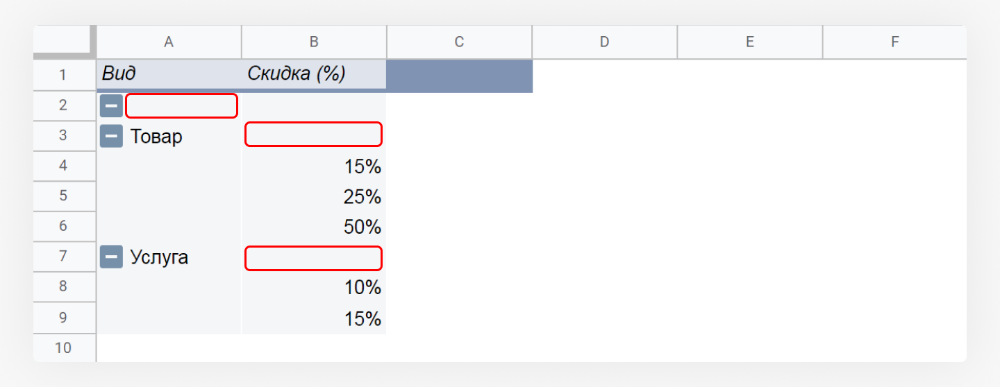 A B C D E F
1 Вид Скидка (%)
2
3 Товар
4 15%
5 25%
6 50%
7 Услуга
8 10%
9 15%
10